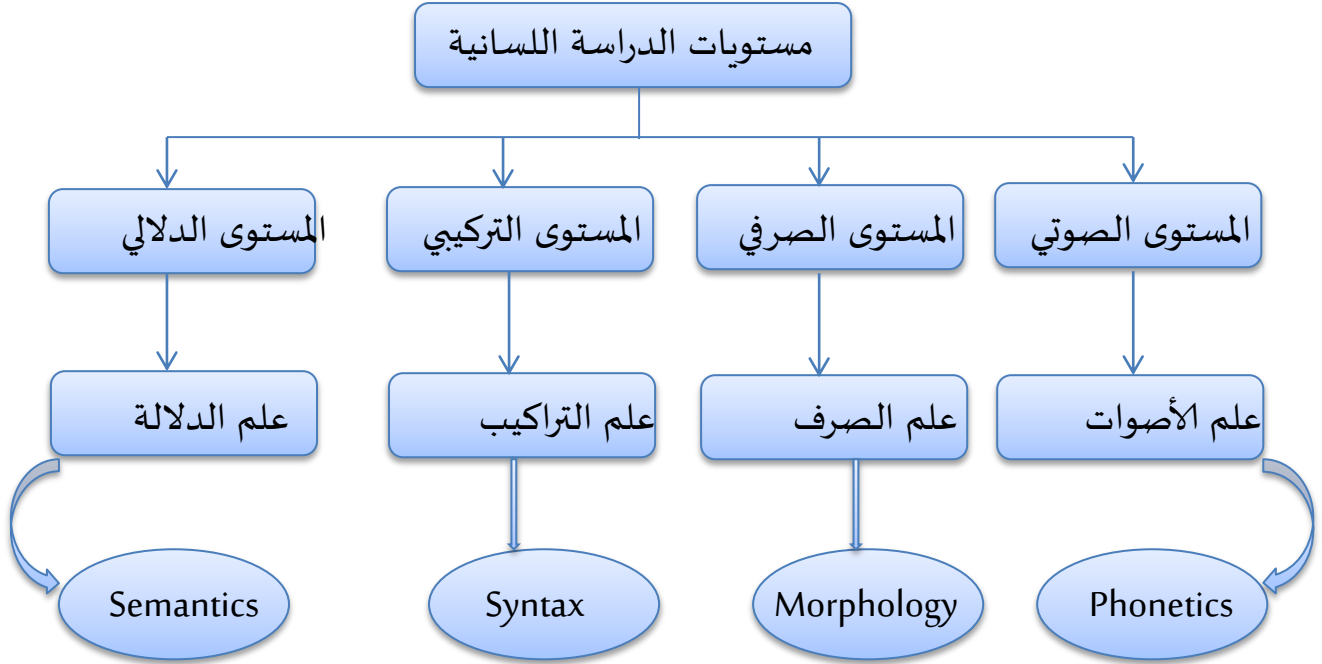 مستويات الدراسة اللسانية
المستوى الصوتي
المستوى الصرفي
المستوى التركيبي
المستوى الدلالي
علم الأصوات
علم الصرف
علم التراكيب
علم الدلالة
Phonetics
Morphology
Syntax
Semantics